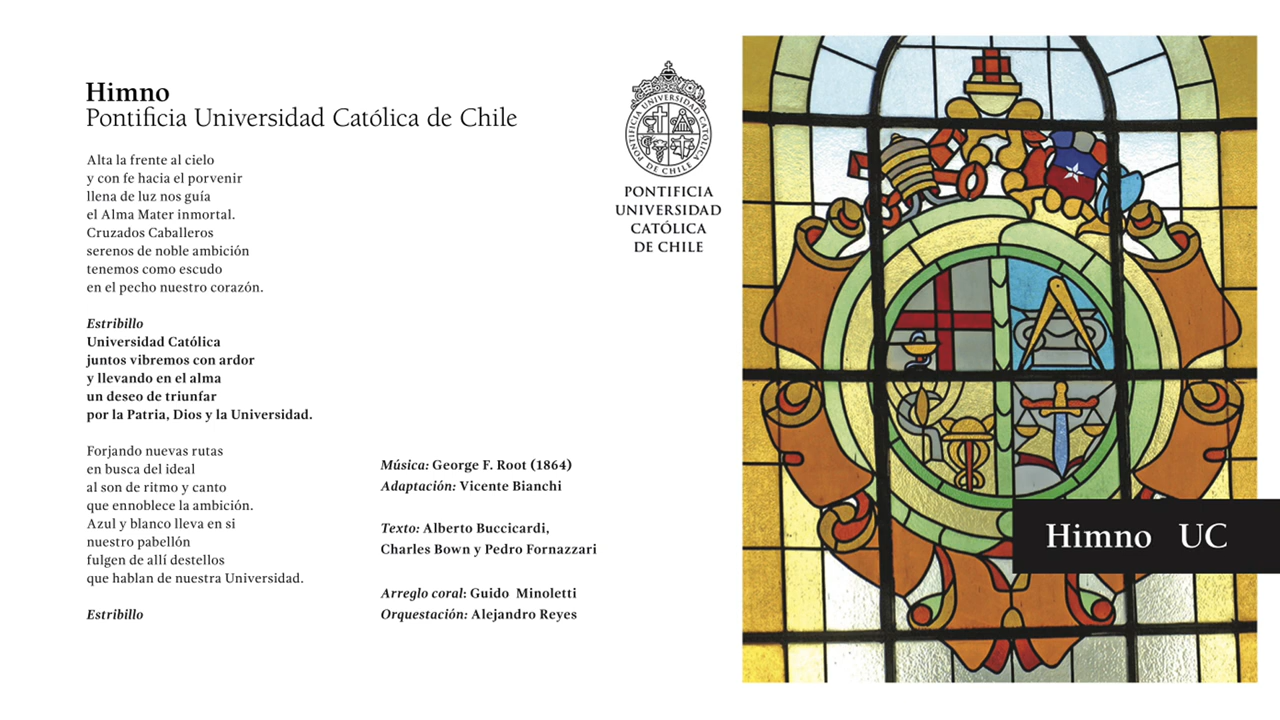 Himno
Pontificia Universidad Católica de Chile
Alta la frente al cielo
y con fe hacia el porvenir
llena de luz nos guía
el Alma Mater inmortal.
Cruzados Caballeros
serenos de noble ambición
tenemos como escudo
en el pecho nuestro corazón.
Estribillo
Universidad Católica
juntos vibremos con ardor
y llevando en el alma
un deseo de triunfar
por la Patria, Dios y la Universidad.
Forjando nuevas rutas
en busca del ideal
al son de ritmo y canto
que ennoblece la ambición.
Azul y blanco lleva en si
nuestro pabellón
fulgen de allí destellos
que hablan de nuestra Universidad.
Estribillo
Música: George F. Root (1864)
Adaptación: Vicente Bianchi
Texto: Alberto Buccicardi,
Charles Bown y Pedro Fornazzari
Arreglo coral: Guido Minoletti
Orquestación: Alejandro Reyes
PONTIFICIA UNIVERSIDAD CATOLICA DE CHILE
PONTIFICIA
UNIVERSIDAD
CATÓLICA
DE CHILE
Himno UC